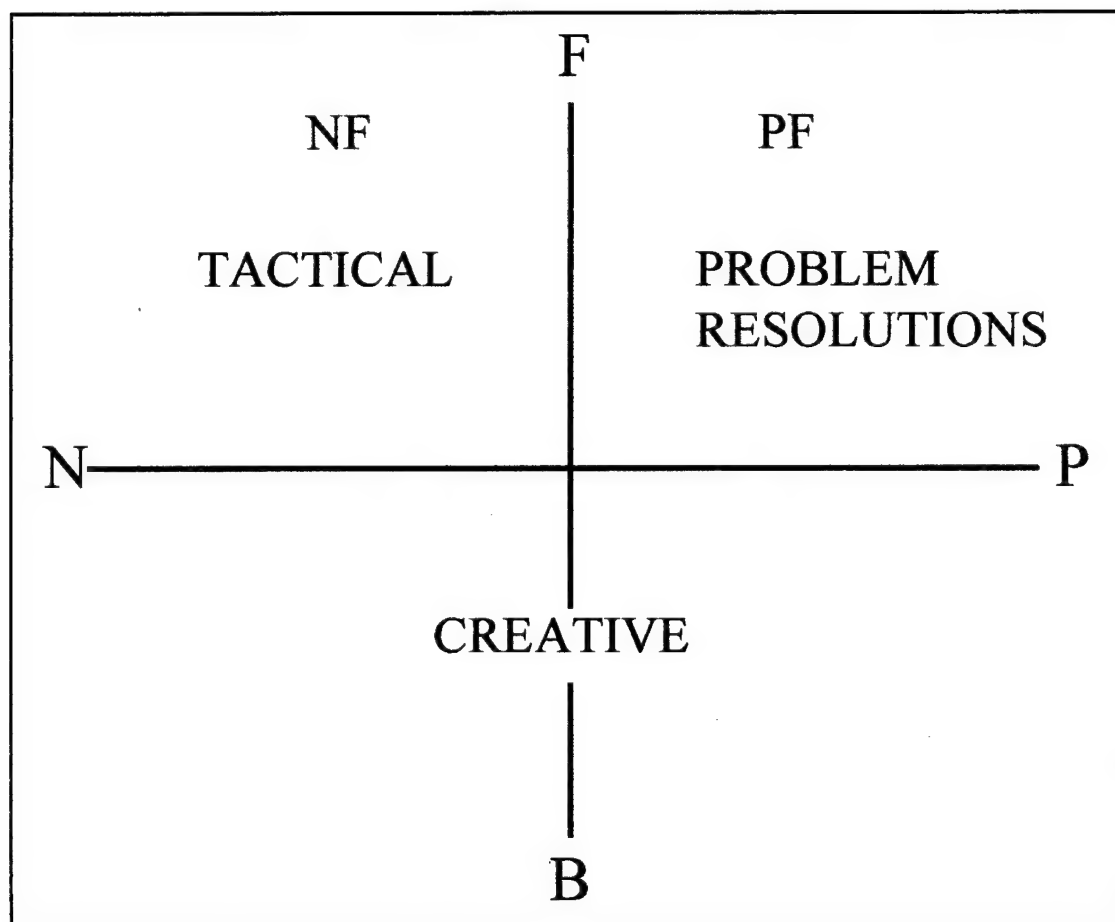 F
NF PF
TACTICAL PROBLEM
RESOLUTIONS
N P
CREATIVE
B